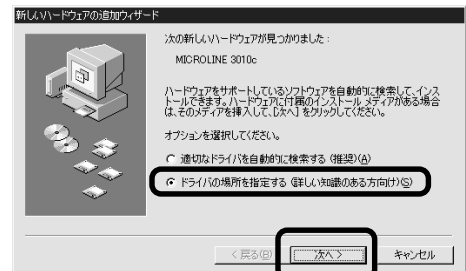 新しいハードウェアの追加ウィザード
次の新しいハードウェアが見つかりました:
MICROLINE 3010c
ハードウェアをサポートしているソフトウェアを自動的に検索して、インス
トールできます。ハードウェアに付属のインストール メディアがある場合
は、そのメディアを挿入して、[次へ] をクリックしてください。
オプションを選択してください。
適切なドライバを自動的に検索する (推奨)(A)
ドライバの場所を指定する (詳しい知識のある方向け)(S)
< 戻る(B) 次へ > キャンセル